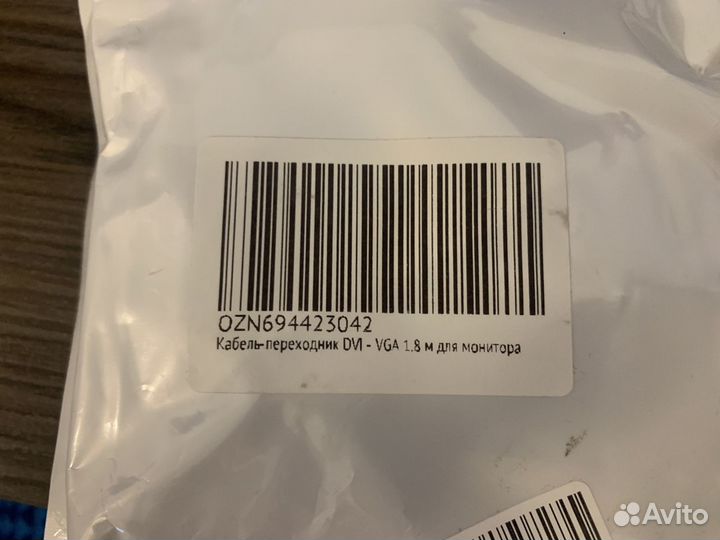 OZN694423042
Кабель-переходник DVI - VGA 1.8 м для монитора
Avito